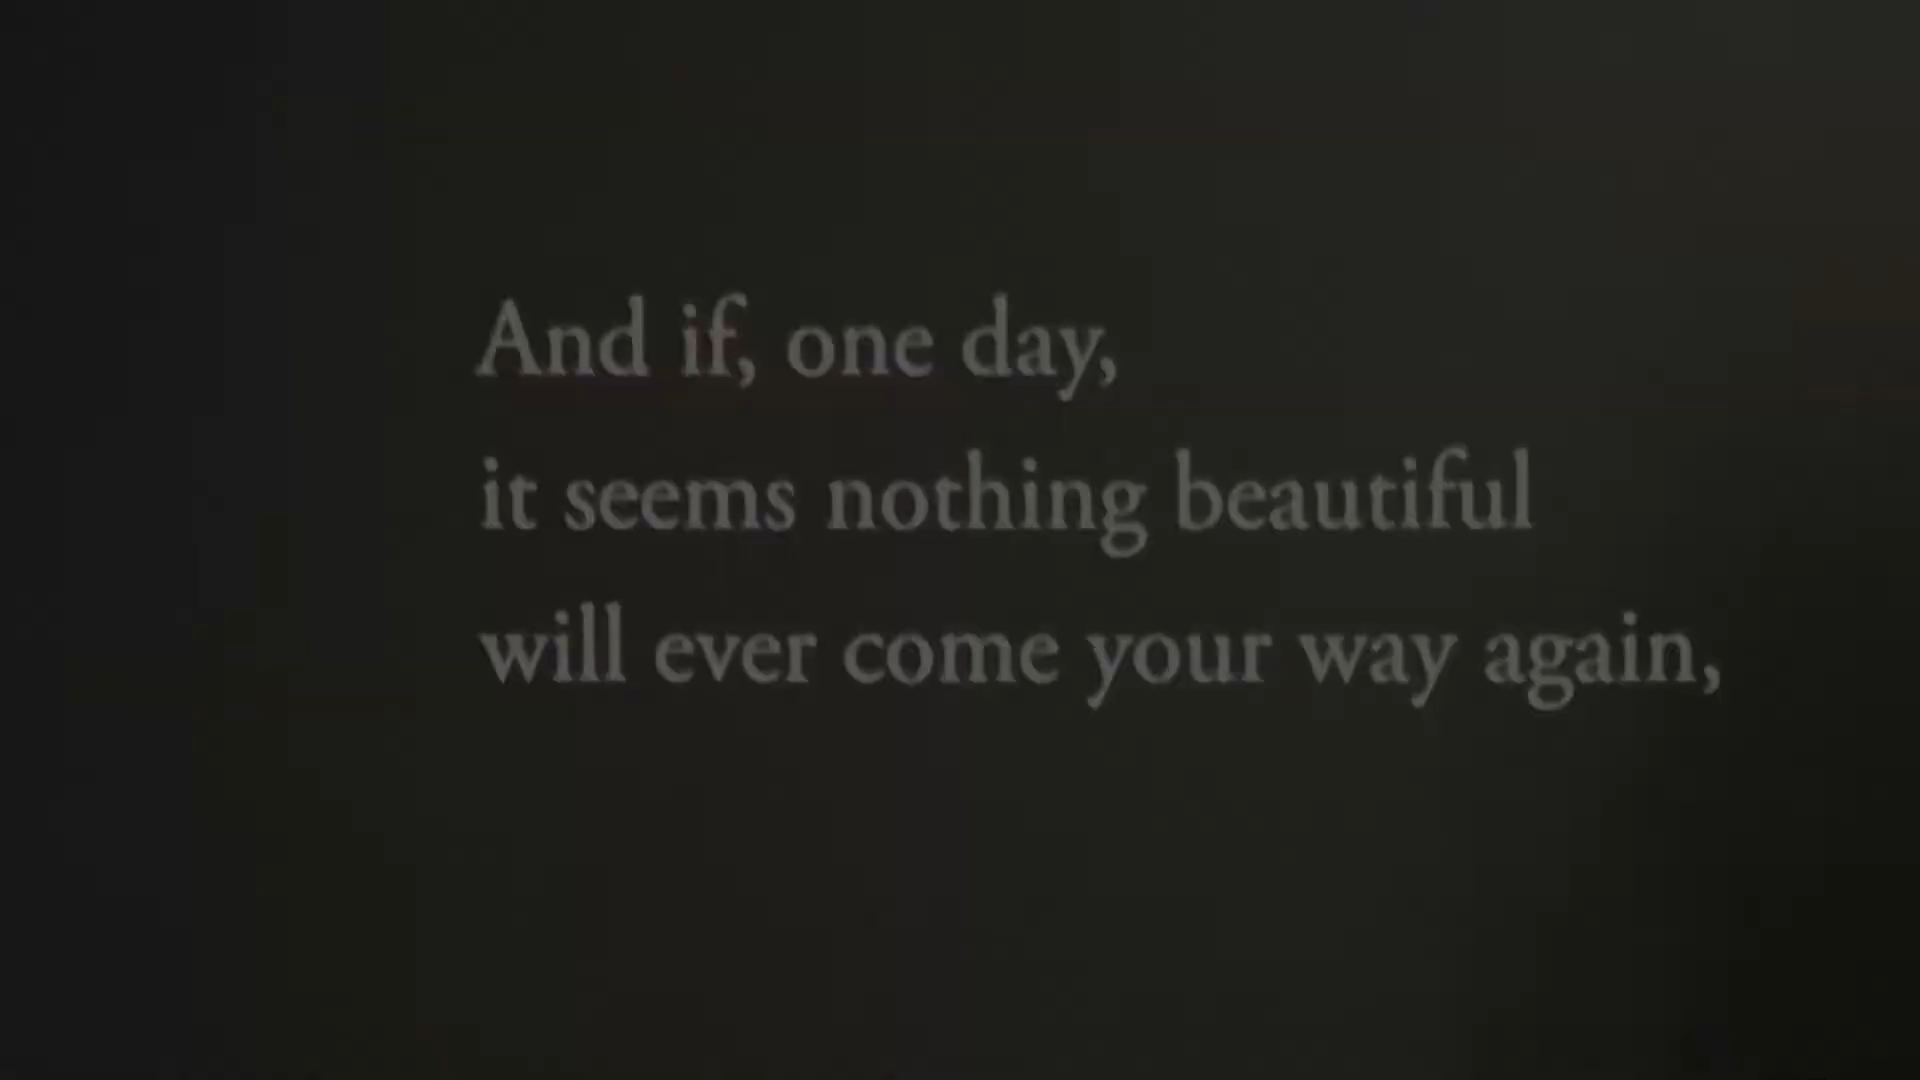 And if, one day,
it seems nothing beautiful
will ever come your way again,